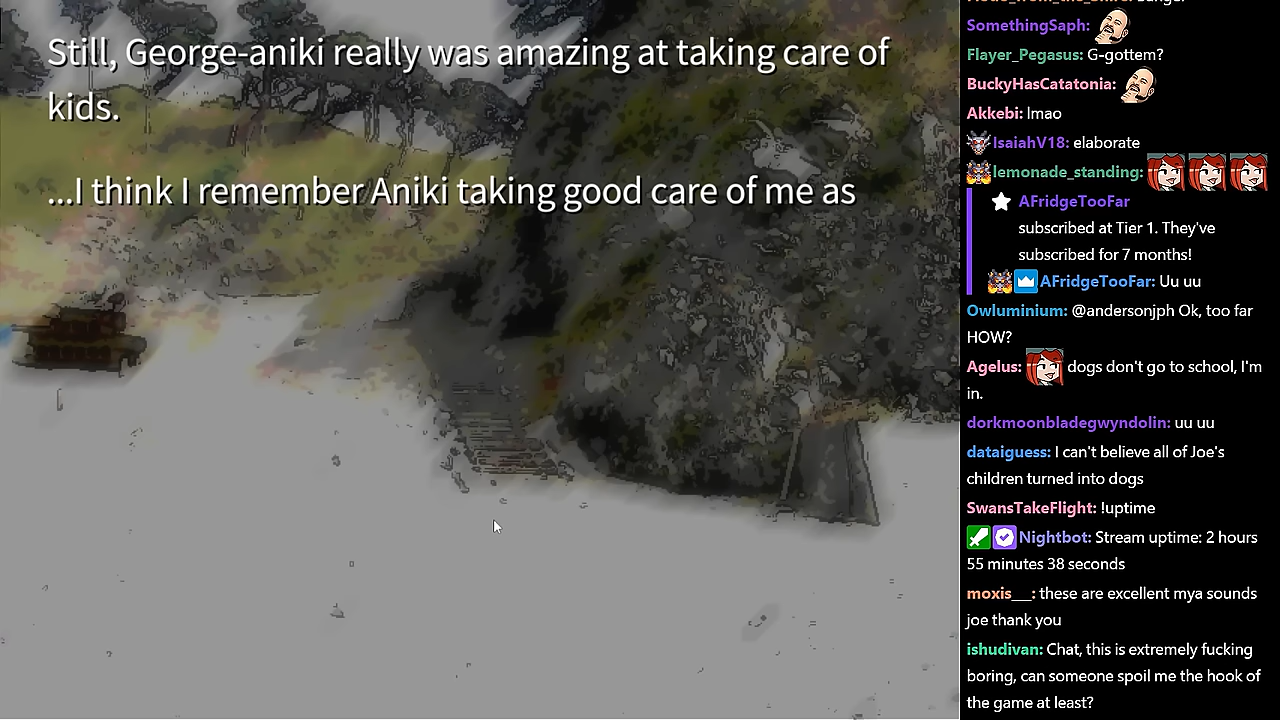 Still, George-aniki really was amazing at taking care of
kids.
...I think I remember Aniki taking good care of me as
SomethingSaph:
Flayer_Pegasus: G-gottem?
BuckyHasCatatonia:
Akkebi: lmao
IsaiahV18: elaborate
lemonade_standing:
AFridgeTooFar
subscribed at Tier 1. They've
subscribed for 7 months!
AFridgeTooFar: Uu uu
Owluminium: @andersonjph Ok, too far
HOW?
Agelus: dogs don't go to school, I'm
in.
dorkmoonbladegwyndolin: uu uu
dataiguess: I can't believe all of Joe's
children turned into dogs
SwansTakeFlight: !uptime
Nightbot: Stream uptime: 2 hours
55 minutes 38 seconds
moxis___: these are excellent mya sounds
joe thank you
ishudivan: Chat, this is extremely fucking
boring, can someone spoil me the hook of
the game at least?